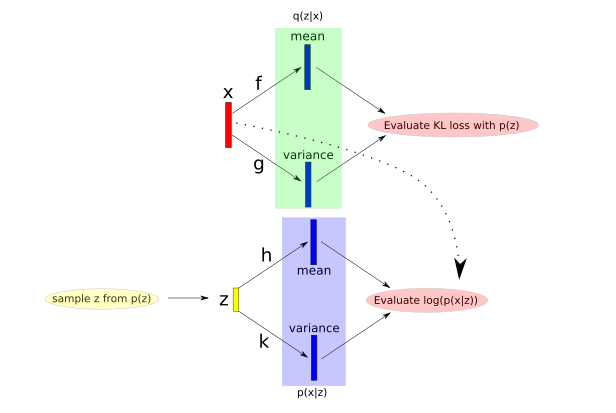 q(z|x)
mean
f
x
Evaluate KL loss with p(z)
variance
g
h
mean
sample z from p(z)
z
Evaluate log(p(x|z))
variance
k
p(x|z)